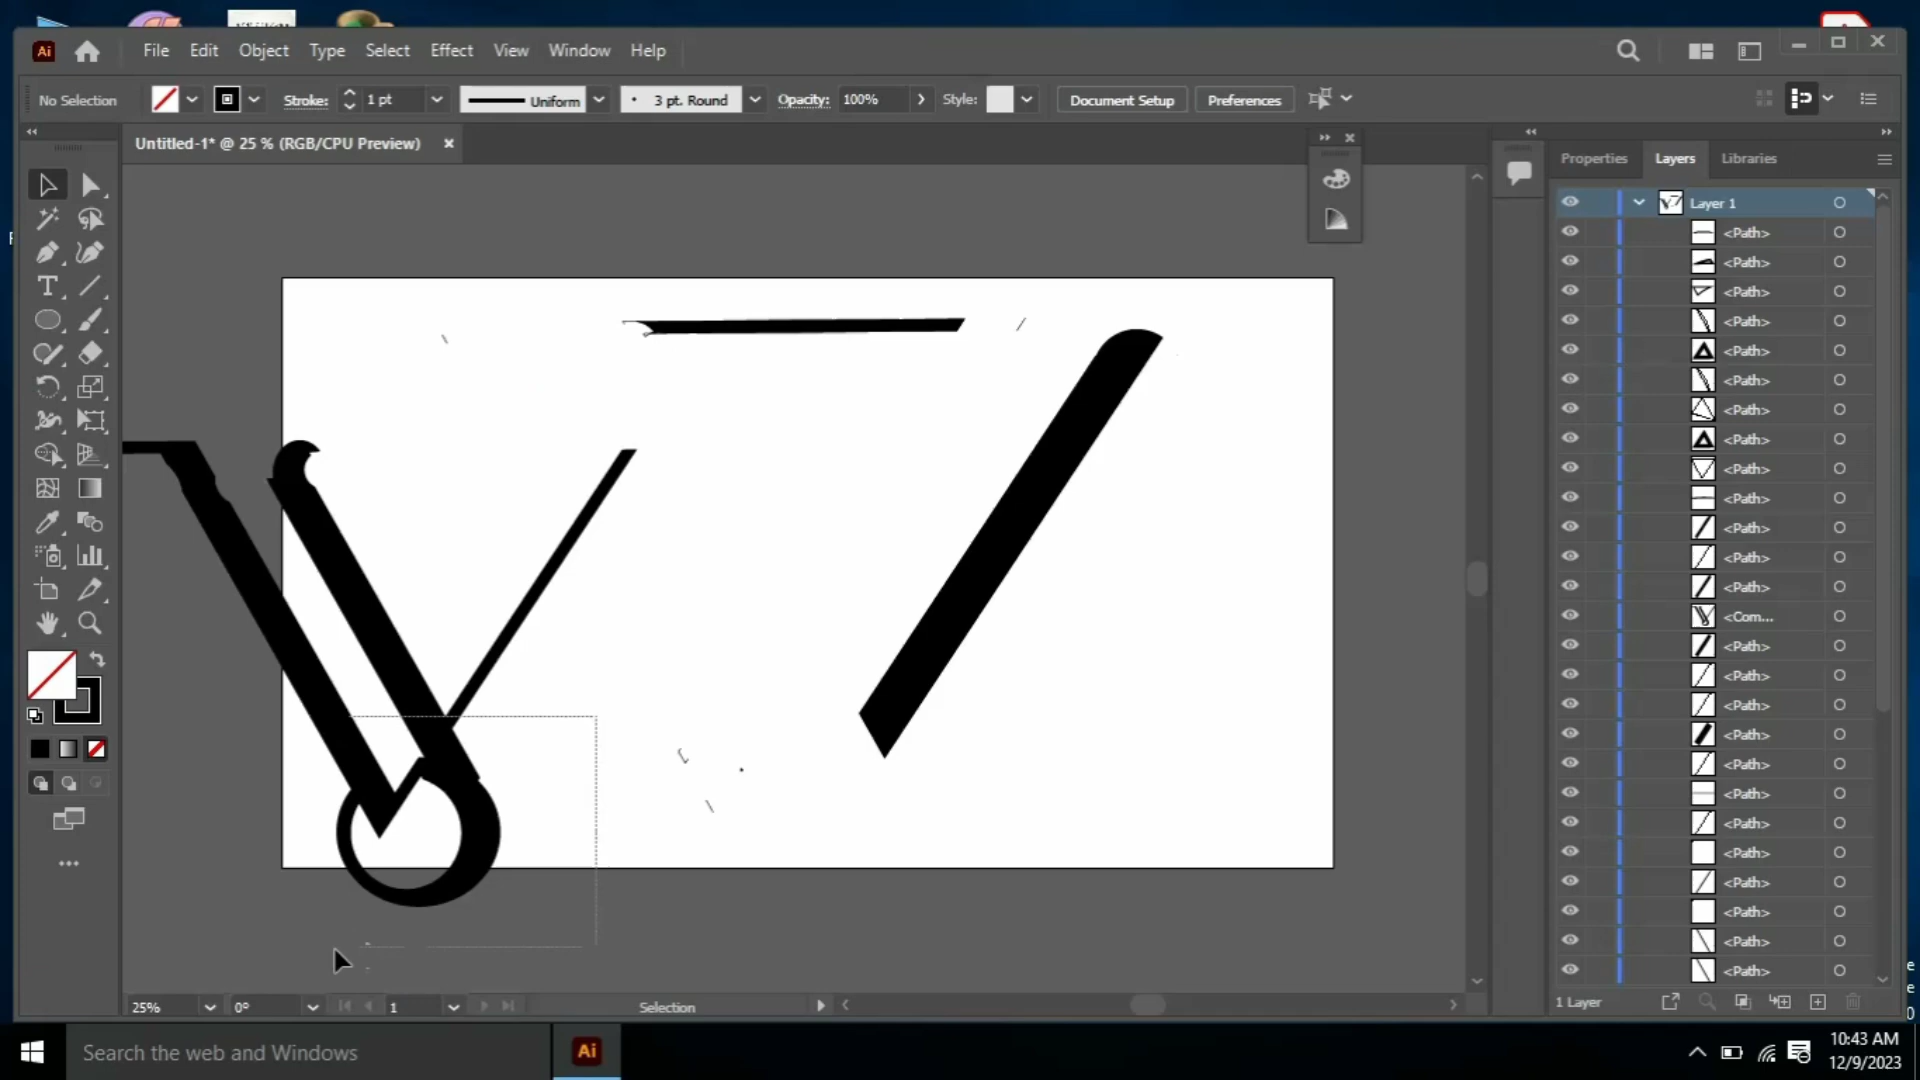 Ai File Edit Object Type Select Effect View Window Help
No Selection Stroke: 1 pt Uniform 3 pt. Round Opacity: 100% Style: Document Setup Preferences
Untitled-1* @ 25 % (RGB/CPU Preview) ×
Properties Layers Libraries
Layer 1
<Path>
<Path>
<Path>
<Path>
<Path>
<Path>
<Path>
<Path>
<Path>
<Path>
<Path>
<Path>
<Path>
<Com...
<Path>
<Path>
<Path>
<Path>
<Path>
<Path>
<Path>
<Path>
<Path>
<Path>
<Path>
<Path>
25% 0° 1 Selection
1 Layer
Search the web and Windows
Ai
10:43 AM
12/9/2023